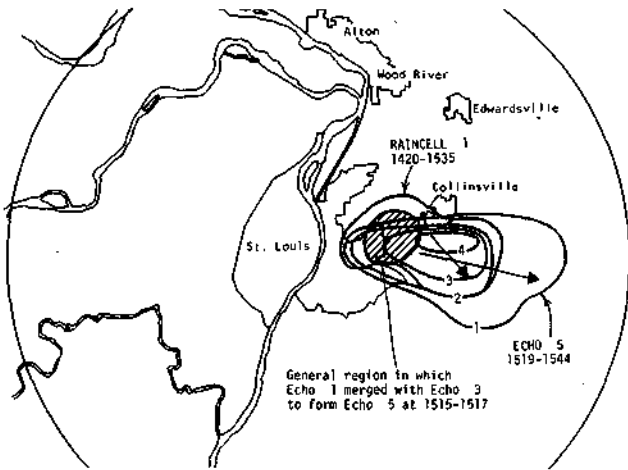 Alton
Wood River
Edwardsville
RAINCELL 1
1420-1535
Collinsville
St. Louis
4
3
2
1
ECHO 5
1519-1544
General region in which
Echo 1 merged with Echo 3
to form Echo 5 at 1515-1517